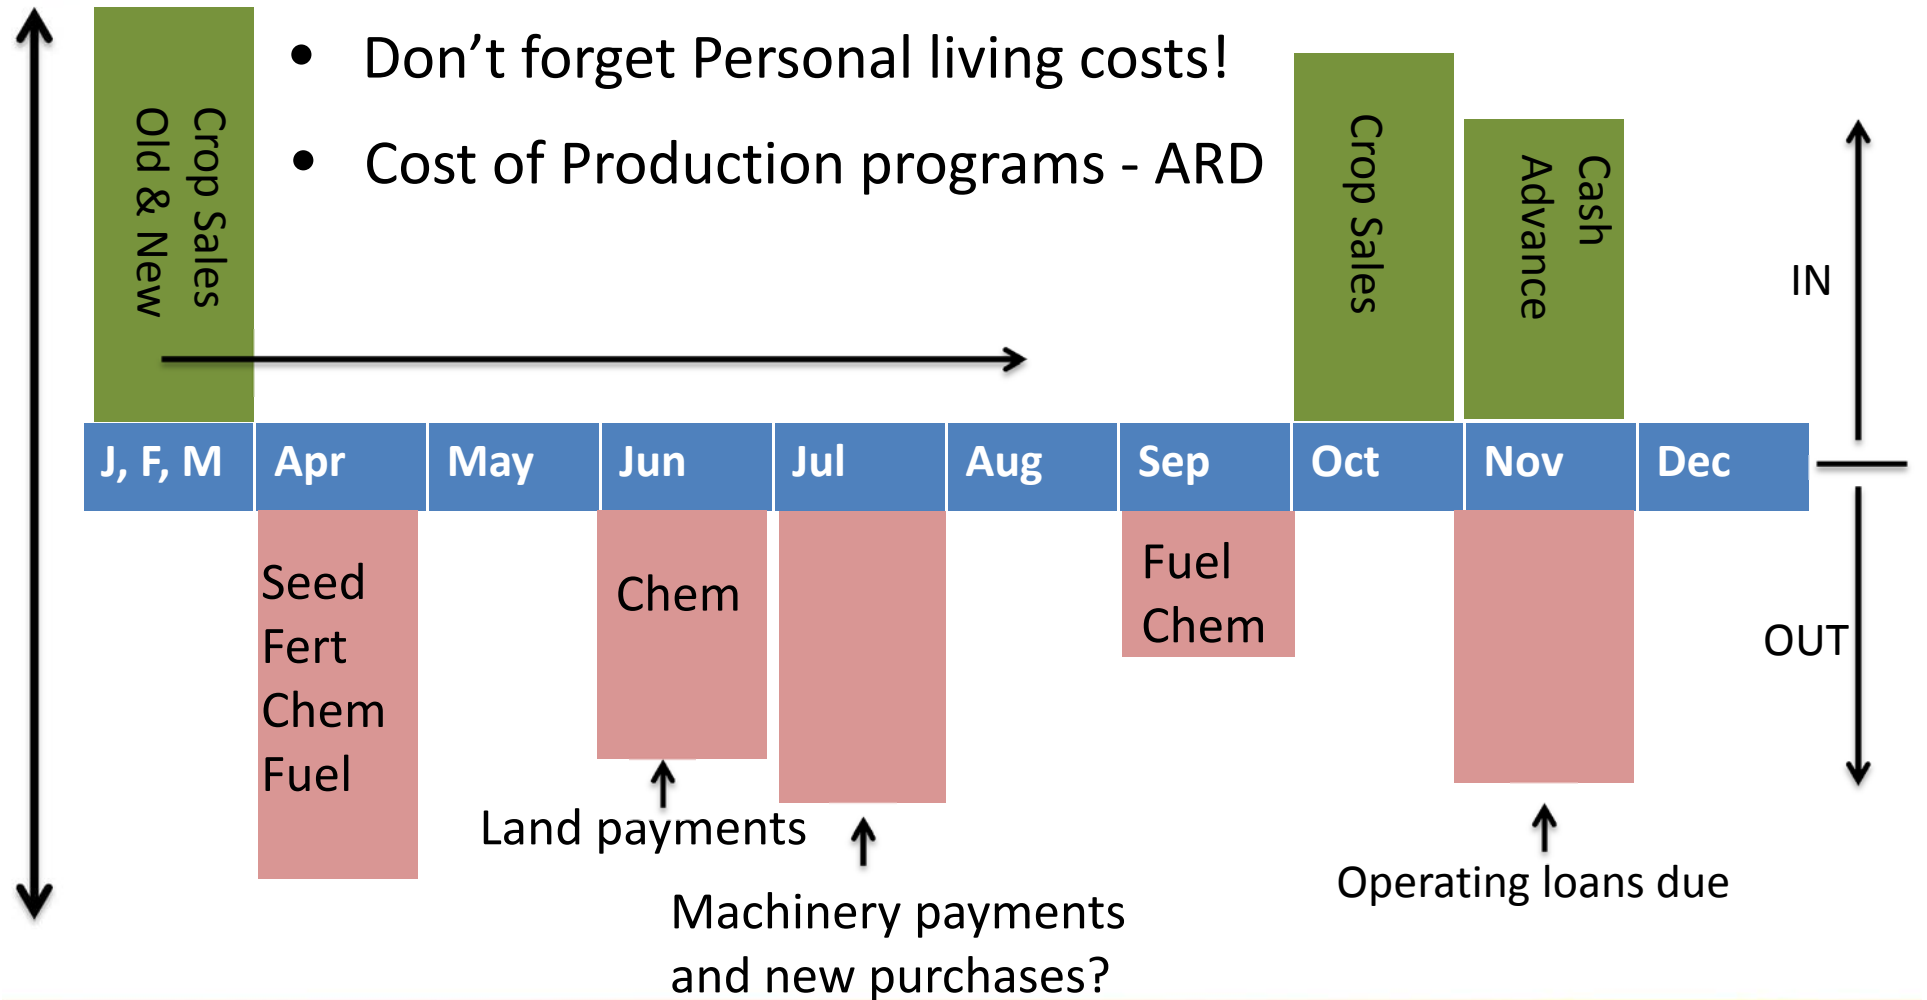 • Don’t forget Personal living costs!
• Cost of Production programs - ARD
Crop Sales
Old & New
Crop Sales
Cash
Advance
IN
J, F, M
Apr
May
Jun
Jul
Aug
Sep
Oct
Nov
Dec
Seed
Fert
Chem
Fuel
Chem
Fuel
Chem
OUT
Land payments
Machinery payments
and new purchases?
Operating loans due